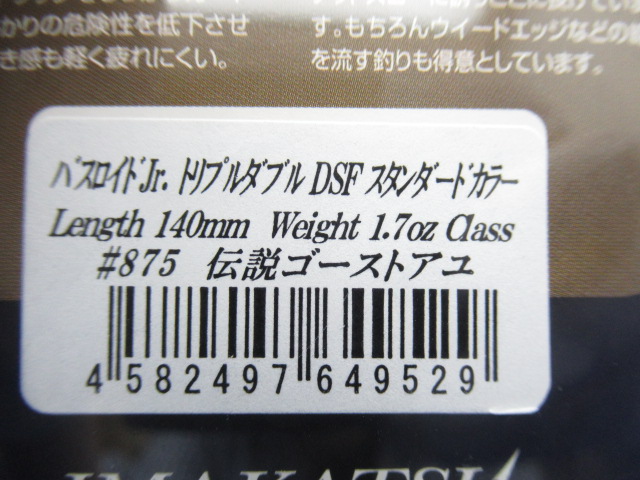 かりの危険性を低下させ
き感も軽く疲れにくい。
す。もちろんウイードエッジなどの
を流す釣りも得意としています。
バスロイドJr. トリプルダブル DSF スタンダードカラー
Length 140mm Weight 1.7oz Class
#875 伝説ゴーストアユ
4 582497 649529
IMAKATSU